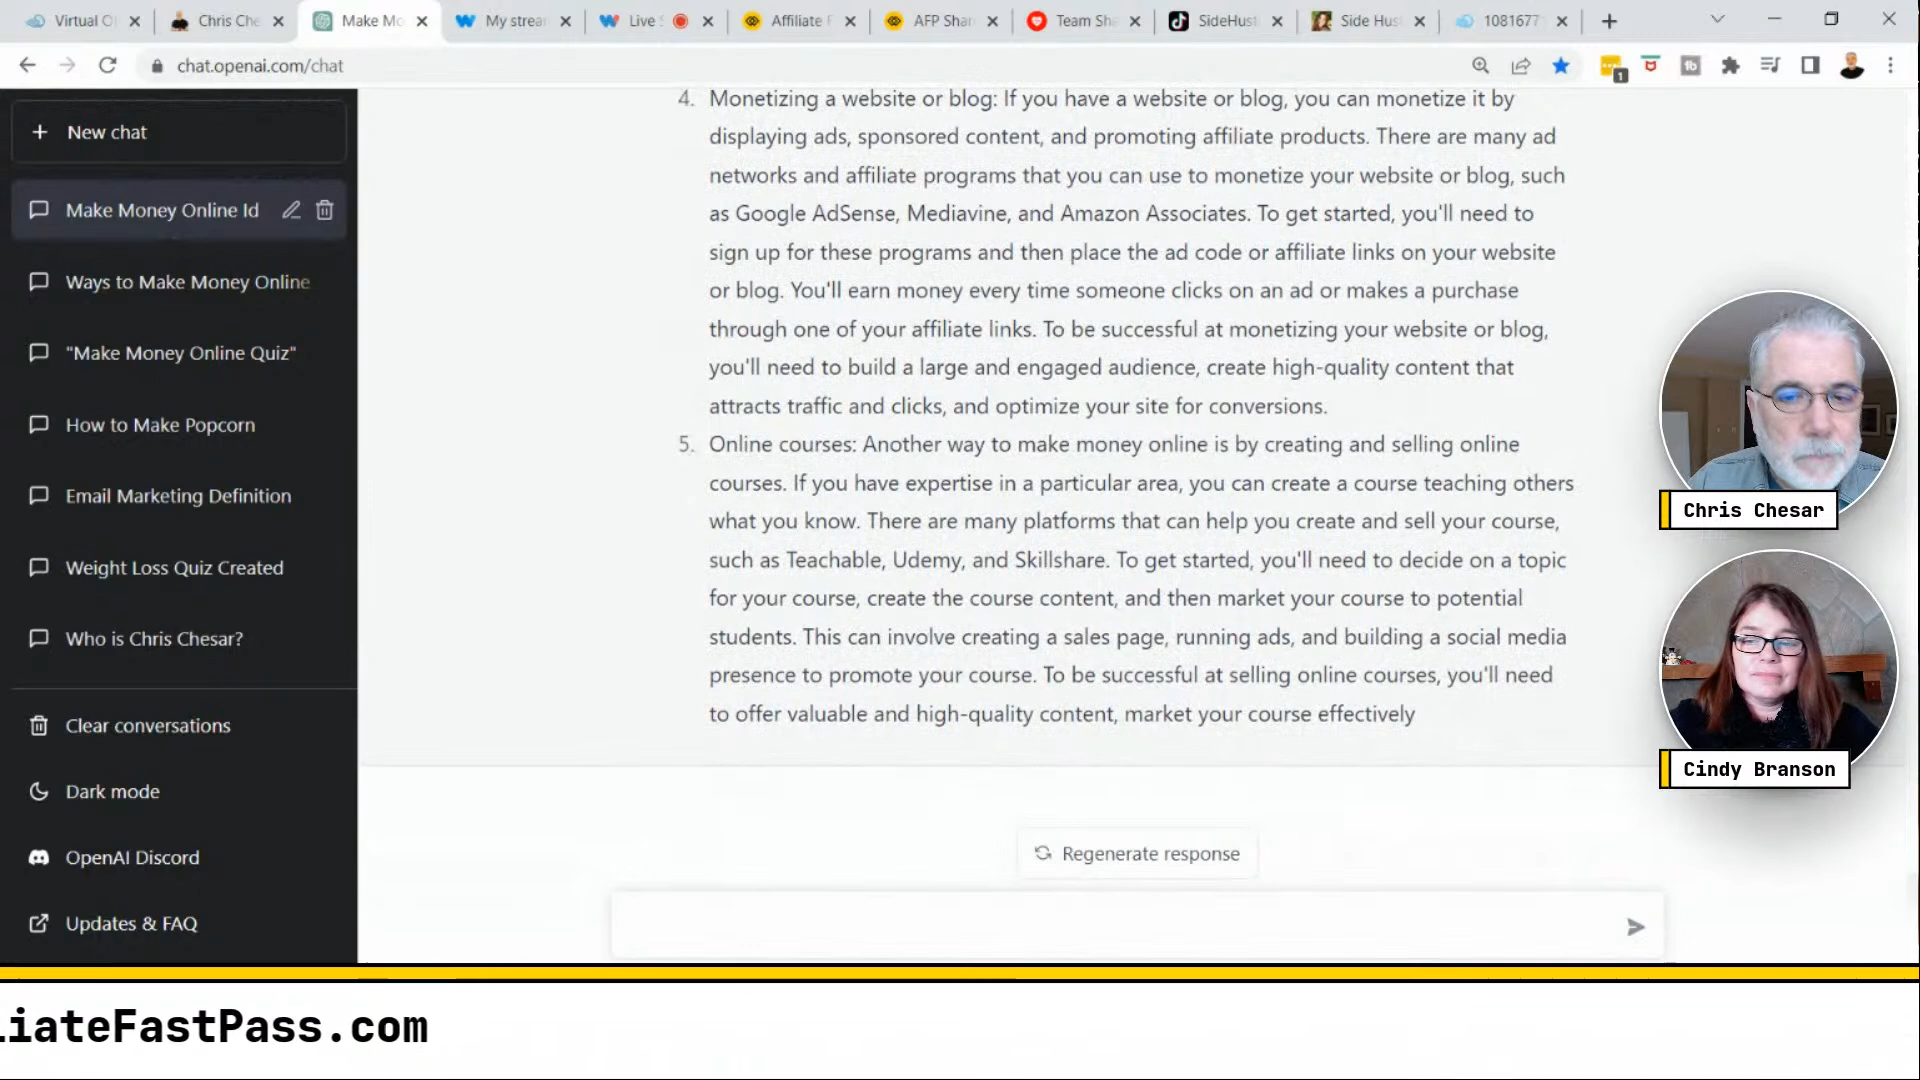 Virtual O
Chris Che
Make Mo
My strea
Live
Affiliate F
AFP Shar
Team Sh
SideHust
Side Hus
1081677
chat.openai.com/chat
1
New chat
Make Money Online Id
Ways to Make Money Online
"Make Money Online Quiz"
How to Make Popcorn
Email Marketing Definition
Weight Loss Quiz Created
Who is Chris Chesar?
Clear conversations
Dark mode
OpenAI Discord
Updates & FAQ
4. Monetizing a website or blog: If you have a website or blog, you can monetize it by
displaying ads, sponsored content, and promoting affiliate products. There are many ad
networks and affiliate programs that you can use to monetize your website or blog, such
as Google AdSense, Mediavine, and Amazon Associates. To get started, you'll need to
sign up for these programs and then place the ad code or affiliate links on your website
or blog. You'll earn money every time someone clicks on an ad or makes a purchase
through one of your affiliate links. To be successful at monetizing your website or blog,
you'll need to build a large and engaged audience, create high-quality content that
attracts traffic and clicks, and optimize your site for conversions.
5. Online courses: Another way to make money online is by creating and selling online
courses. If you have expertise in a particular area, you can create a course teaching others
what you know. There are many platforms that can help you create and sell your course,
such as Teachable, Udemy, and Skillshare. To get started, you'll need to decide on a topic
for your course, create the course content, and then market your course to potential
students. This can involve creating a sales page, running ads, and building a social media
presence to promote your course. To be successful at selling online courses, you'll need
to offer valuable and high-quality content, market your course effectively
Regenerate response
Chris Chesar
Cindy Branson
iateFastPass.com